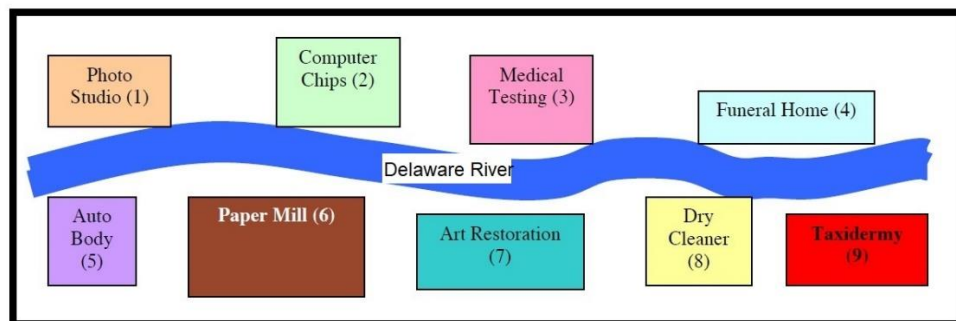 Photo
Studio (1)
Computer
Chips (2)
Medical
Testing (3)
Funeral Home (4)
Delaware River
Auto
Body
(5)
Paper Mill (6)
Art Restoration
(7)
Dry
Cleaner
(8)
Taxidermy
(9)